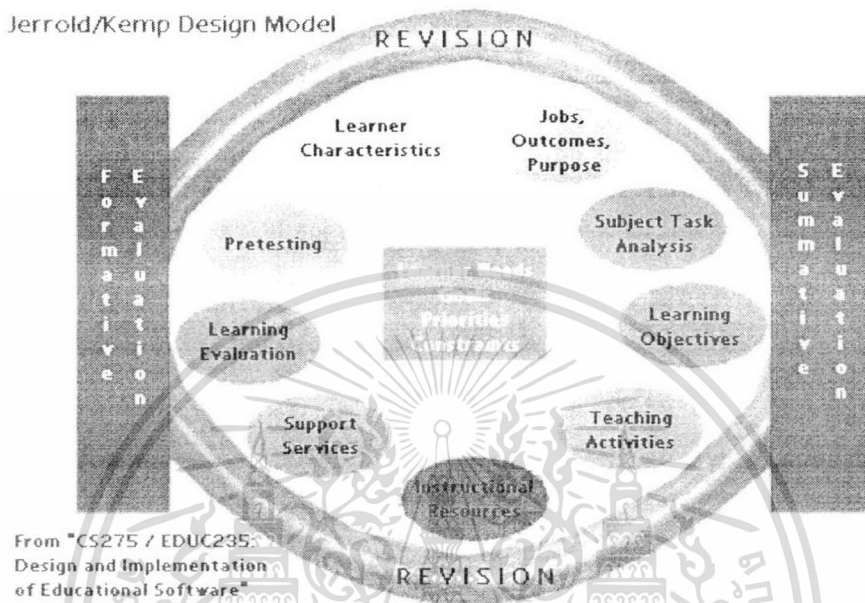 Jerrold/Kemp Design Model
REVISION
Formative
Evaluation
Learner
Characteristics
Jobs,
Outcomes,
Purpose
Summative
Evaluation
Pretesting
Subject Task
Analysis
Priorities
Constraints
Learning
Evaluation
Learning
Objectives
Support
Services
Teaching
Activities
Instructional
Resources
From "CS275 / EDUC235:
Design and Implementation
of Educational Software"
REVISION